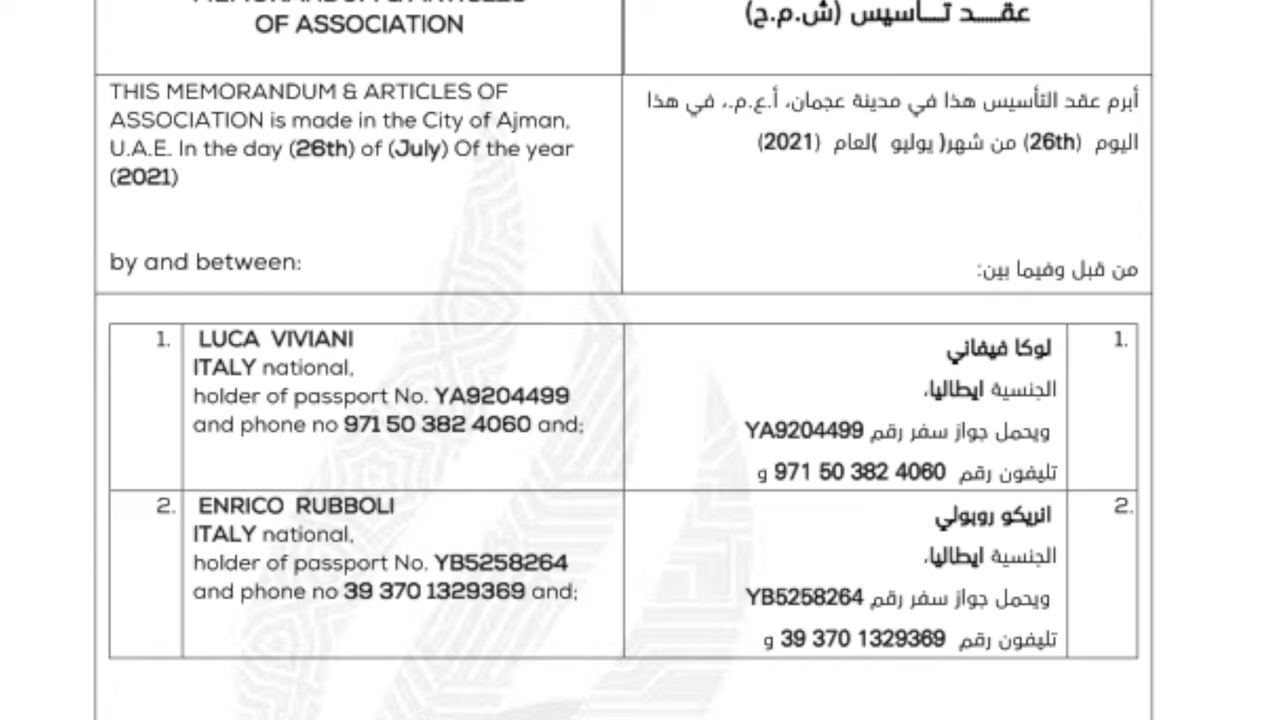 MEMORANDUM & ARTICLES
OF ASSOCIATION
عقـــد تـــأسيس (ش.م.ح)
THIS MEMORANDUM & ARTICLES OF
ASSOCIATION is made in the City of Ajman,
U.A.E. In the day (26th) of (July) Of the year
(2021)
by and between:
أبرم عقد التأسيس هذا في مدينة عجمان، أ.ع.م.، في هذا
اليوم (26th) من شهر( يوليو )لعام (2021)
من قبل وفيما بين:
1. LUCA VIVIANI
ITALY national,
holder of passport No. YA9204499
and phone no 971 50 382 4060 and;
1. لوكا فيفاني
الجنسية ايطاليا،
ويحمل جواز سفر رقم YA9204499
تليفون رقم 971 50 382 4060 و
2. ENRICO RUBBOLI
ITALY national,
holder of passport No. YB5258264
and phone no 39 370 1329369 and;
2. انريكو روبولي
الجنسية ايطاليا،
ويحمل جواز سفر رقم YB5258264
تليفون رقم 39 370 1329369 و